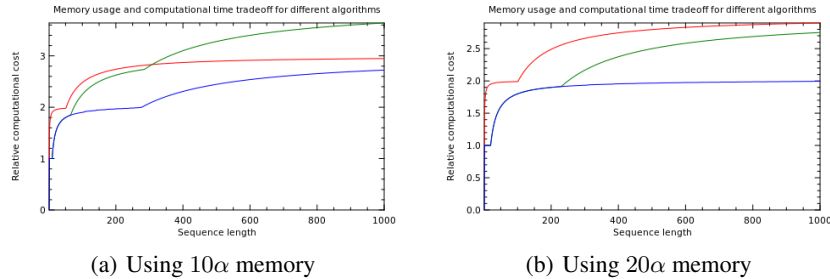 Memory usage and computational time tradeoff for different algorithms
Relative computational cost
3
2
1
0
200
400
600
800
1000
Sequence length
(a) Using 10α memory
Memory usage and computational time tradeoff for different algorithms
Relative computational cost
2.5
2.0
1.5
1.0
0.5
0.0
200
400
600
800
1000
Sequence length
(b) Using 20α memory